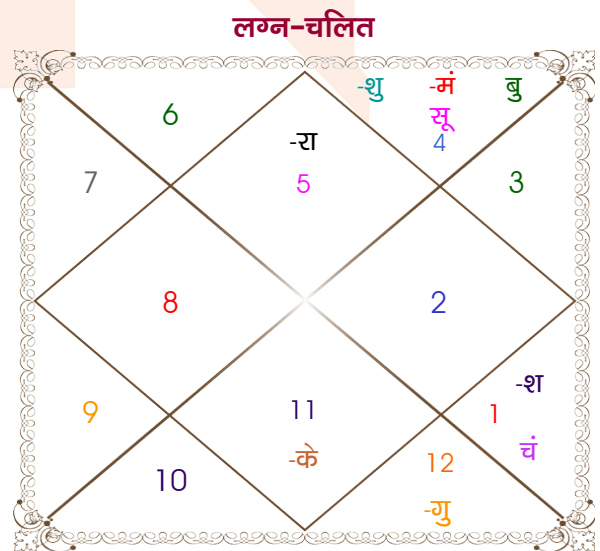 लग्न-चलित
-शु -मं बु
सू
6 -रा 4
7 5 3
8 2
-श
9 11 1
-के 12 चं
10
-गु